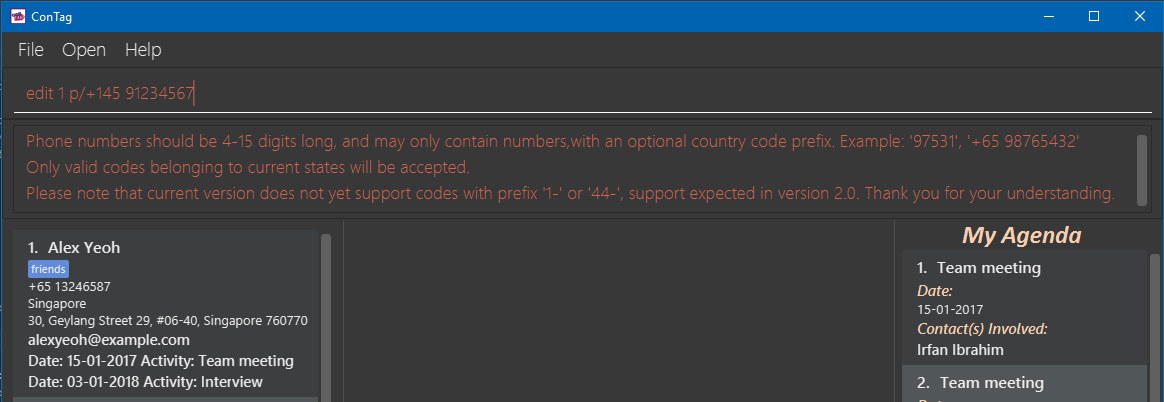 ConTag
File Open Help
edit 1 p/+145 91234567
Phone numbers should be 4-15 digits long, and may only contain numbers,with an optional country code prefix. Example: '97531', '+65 98765432'
Only valid codes belonging to current states will be accepted.
Please note that current version does not yet support codes with prefix '1-' or '44-', support expected in version 2.0. Thank you for your understanding.
1. Alex Yeoh
friends
+65 13246587
Singapore
30, Geylang Street 29, #06-40, Singapore 760770
alexyeoh@example.com
Date: 15-01-2017 Activity: Team meeting
Date: 03-01-2018 Activity: Interview
My Agenda
1. Team meeting
Date:
15-01-2017
Contact(s) Involved:
Irfan Ibrahim
2. Team meeting